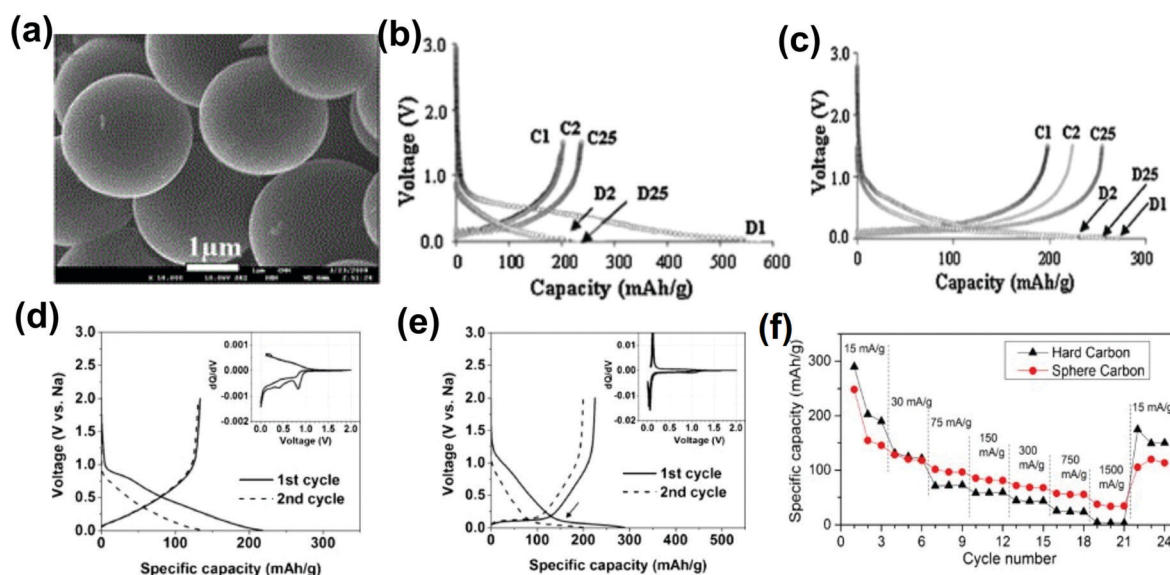 (a)
1μm
(b)
Voltage (V)
3.0
2.0
1.0
0.0
C1 C2 C25
D2 D25
D1
0 100 200 300 400 500 600
Capacity (mAh/g)
(c)
Voltage (V)
3.0
2.0
1.0
0.0
C1 C2 C25
D25
D2 D1
0 100 200 300
Capacity (mAh/g)
(d)
Voltage (V vs. Na)
3.0
2.5
2.0
1.5
1.0
0.5
0.0
dQ/dV
0.001
0.000
-0.001
-0.002
0.0 0.5 1.0 1.5 2.0
Voltage (V)
1st cycle
2nd cycle
0 100 200 300
Specific capacity (mAh/g)
(e)
Voltage (V vs. Na)
3.0
2.5
2.0
1.5
1.0
0.5
0.0
dQ/dV
0.01
0.00
-0.01
-0.02
0.0 0.5 1.0 1.5 2.0
Voltage (V)
1st cycle
2nd cycle
0 100 200 300
Specific capacity (mAh/g)
(f)
Specific capacity (mAh/g)
300
200
100
0
15 mA/g
30 mA/g
75 mA/g
150
mA/g
300
mA/g
750
mA/g
1500
mA/g
15 mA/g
Hard Carbon
Sphere Carbon
0 3 6 9 12 15 18 21 24
Cycle number